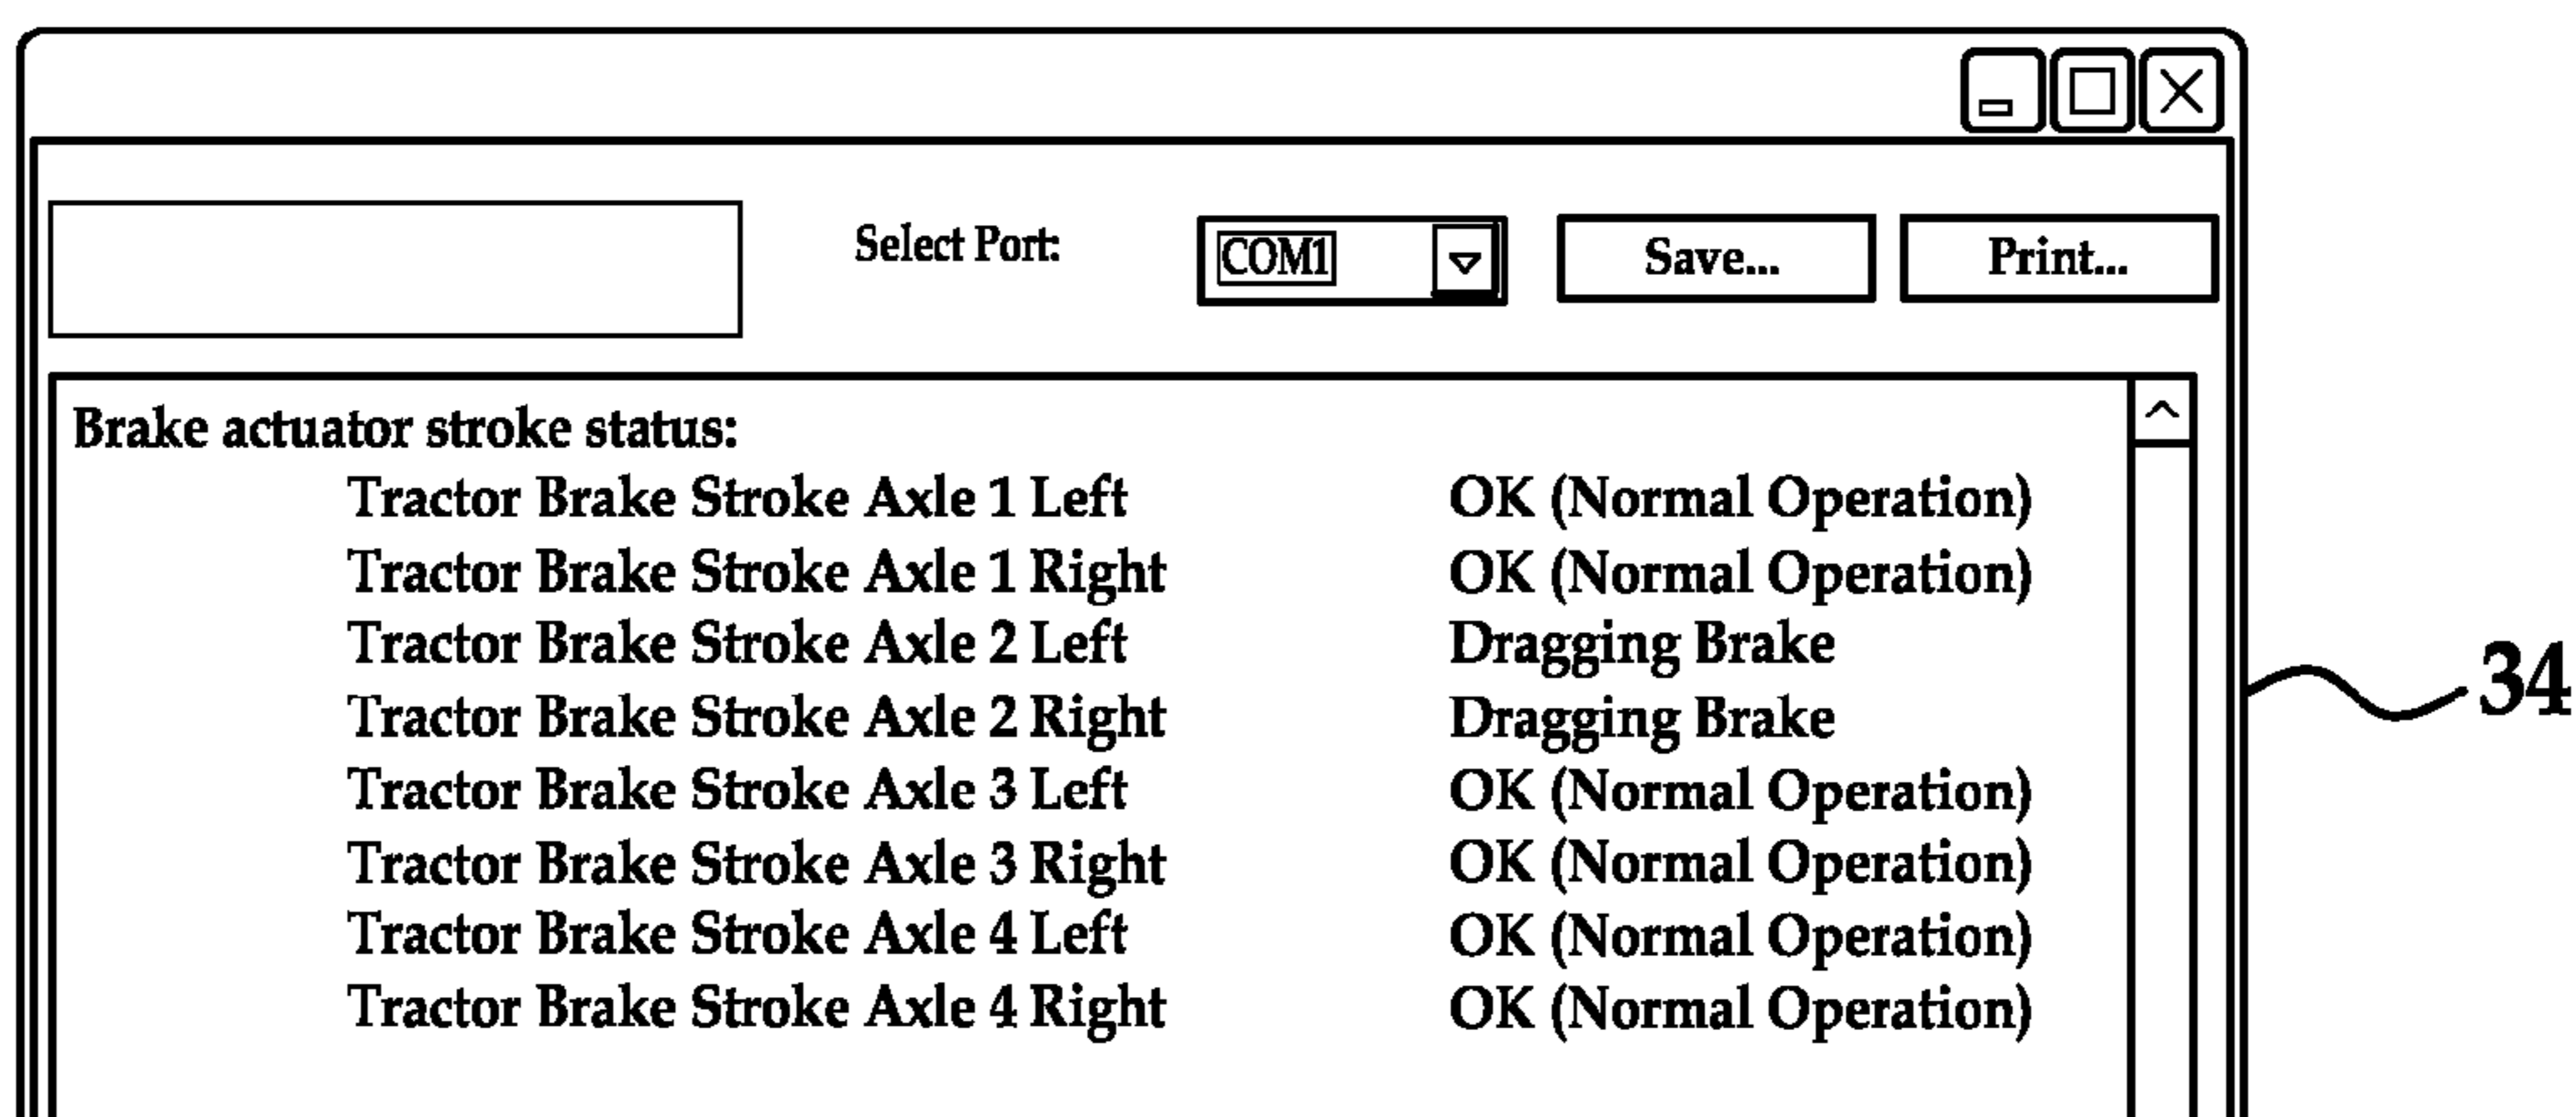 Select Port: COM1 Save... Print...
Brake actuator stroke status:
Tractor Brake Stroke Axle 1 Left OK (Normal Operation)
Tractor Brake Stroke Axle 1 Right OK (Normal Operation)
Tractor Brake Stroke Axle 2 Left Dragging Brake
Tractor Brake Stroke Axle 2 Right Dragging Brake
Tractor Brake Stroke Axle 3 Left OK (Normal Operation)
Tractor Brake Stroke Axle 3 Right OK (Normal Operation)
Tractor Brake Stroke Axle 4 Left OK (Normal Operation)
Tractor Brake Stroke Axle 4 Right OK (Normal Operation)
34